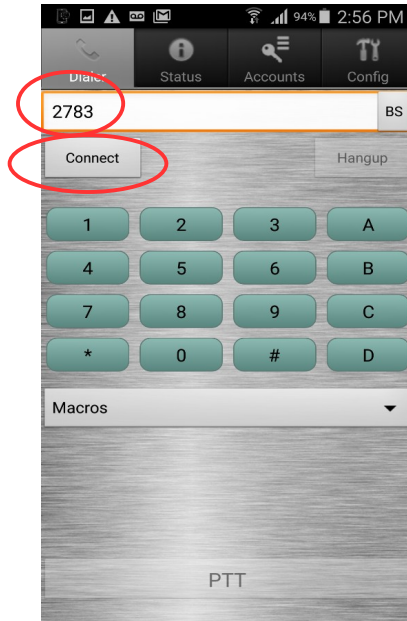 94% 2:56 PM
Dialer Status Accounts Config
2783 BS
Connect Hangup
1 2 3 A
4 5 6 B
7 8 9 C
* 0 # D
Macros
PTT